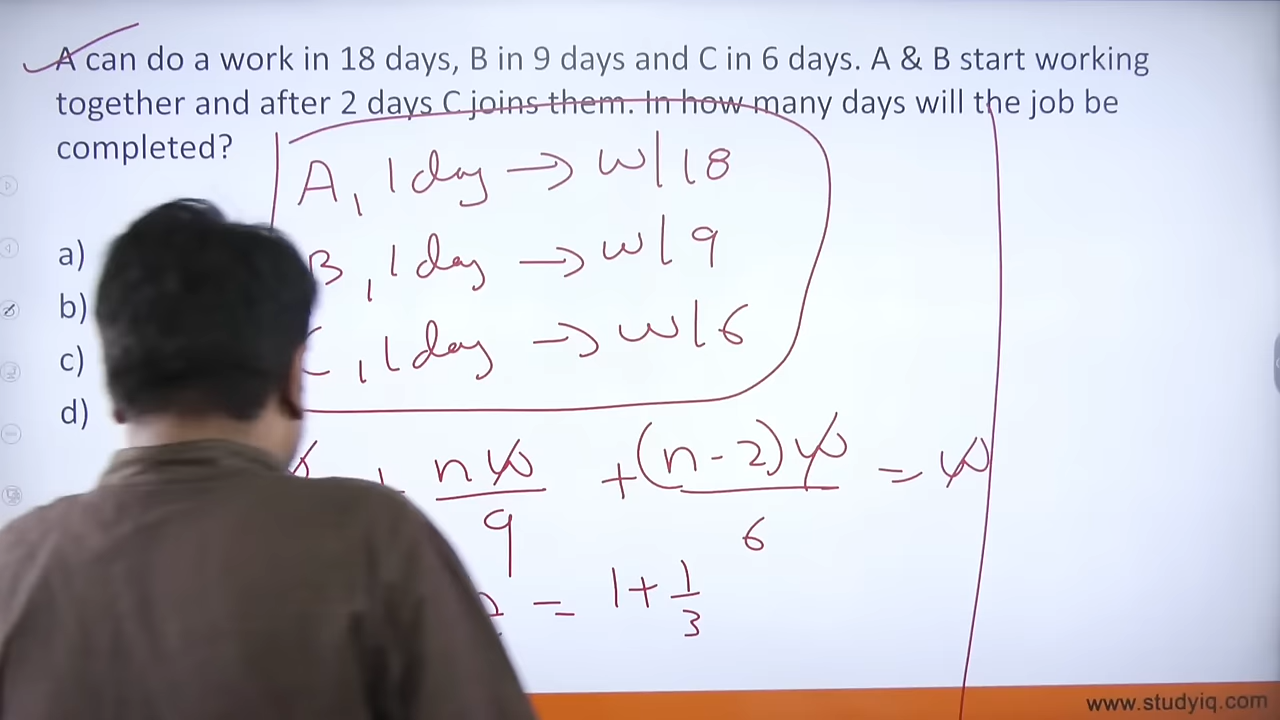 A can do a work in 18 days, B in 9 days and C in 6 days. A & B start working
together and after 2 days C joins them. In how many days will the job be
completed?
A, 1 day → w/18
a)
B, 1 day → w/9
b)
c)
C, 1 day → w/6
d)
+ nw/9 + (n-2)w/6 = w
= 1 + 1/3
www.studyiq.com